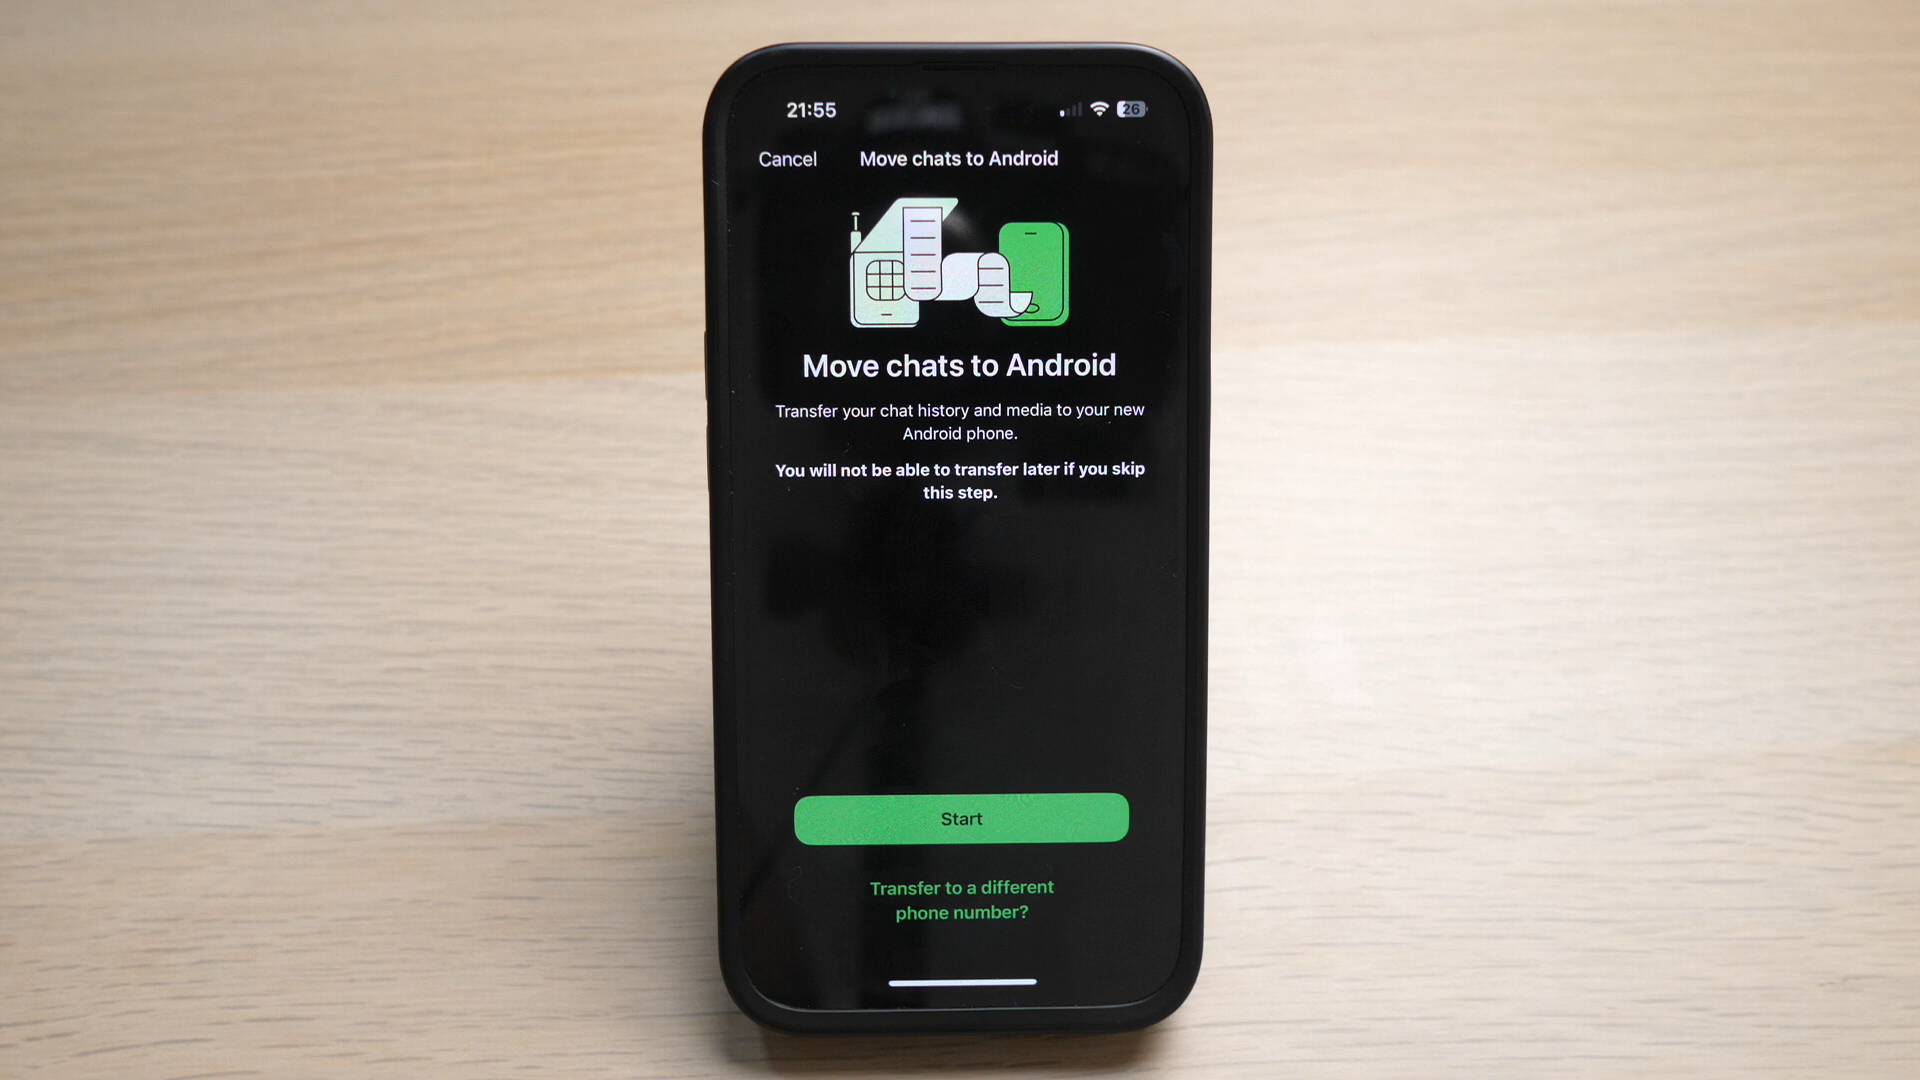 21:55
26
Cancel
Move chats to Android
Move chats to Android
Transfer your chat history and media to your new
Android phone.
You will not be able to transfer later if you skip
this step.
Start
Transfer to a different
phone number?